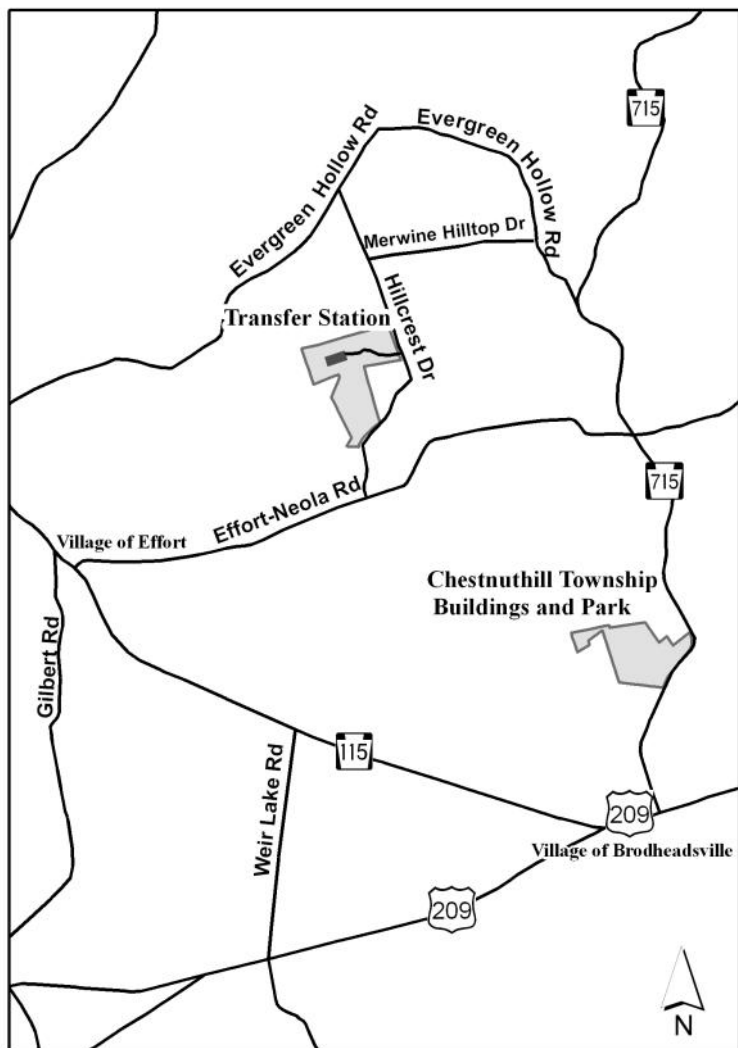 715
Evergreen Hollow Rd
Evergreen Hollow Rd
Merwine Hilltop Dr
Hillcrest Dr
Transfer Station
715
Effort-Neola Rd
Village of Effort
Chestnuthill Township
Buildings and Park
Gilbert Rd
115
Weir Lake Rd
209
Village of Brodheadsville
209
N